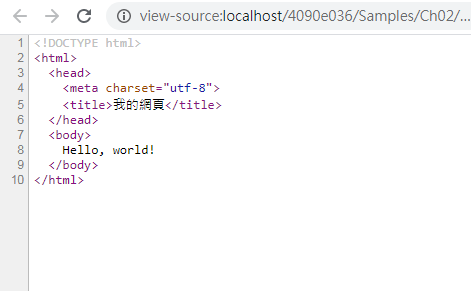 view-source:localhost/4090e036/Samples/Ch02/...
1 <!DOCTYPE html>
2 <html>
3 <head>
4 <meta charset="utf-8">
5 <title>我的網頁</title>
6 </head>
7 <body>
8 Hello, world!
9 </body>
10 </html>